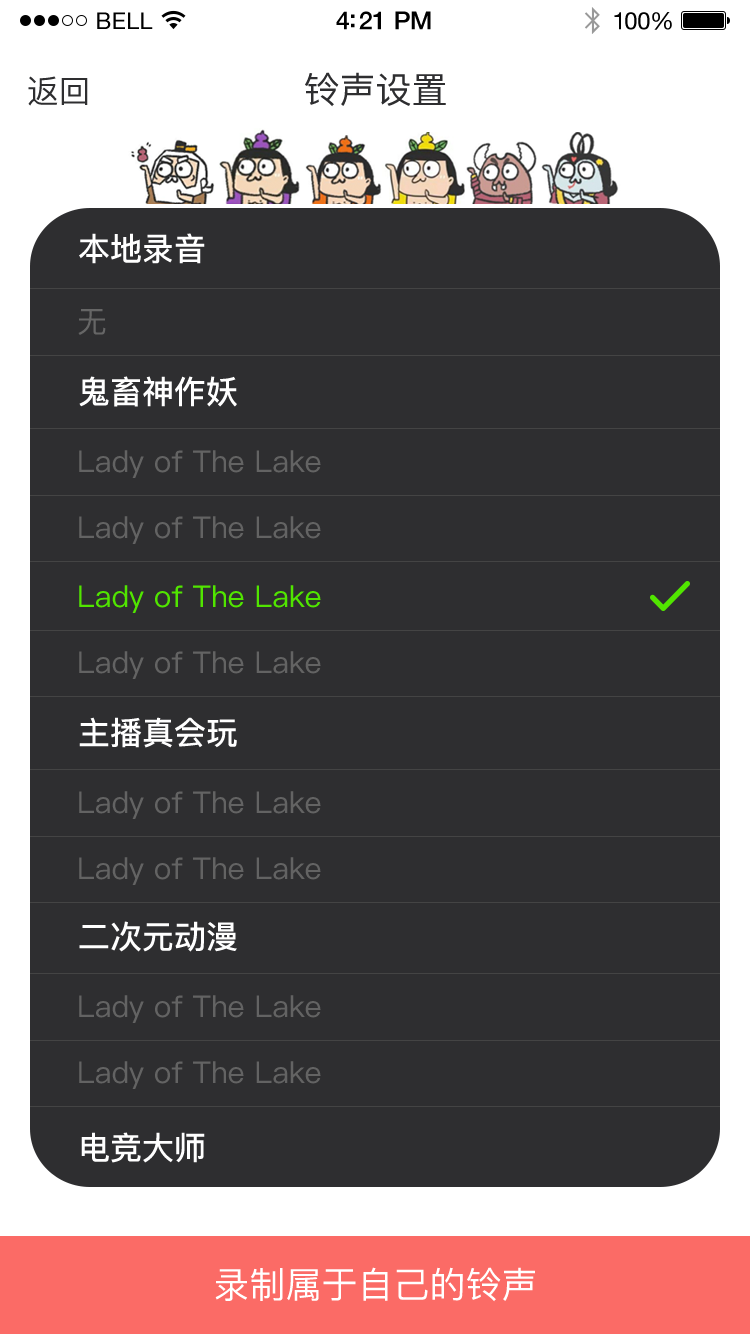 BELL 4:21 PM 100%
返回 铃声设置
本地录音
无
鬼畜神作妖
Lady of The Lake
Lady of The Lake
Lady of The Lake
Lady of The Lake
主播真会玩
Lady of The Lake
Lady of The Lake
二次元动漫
Lady of The Lake
Lady of The Lake
电竞大师
录制属于自己的铃声